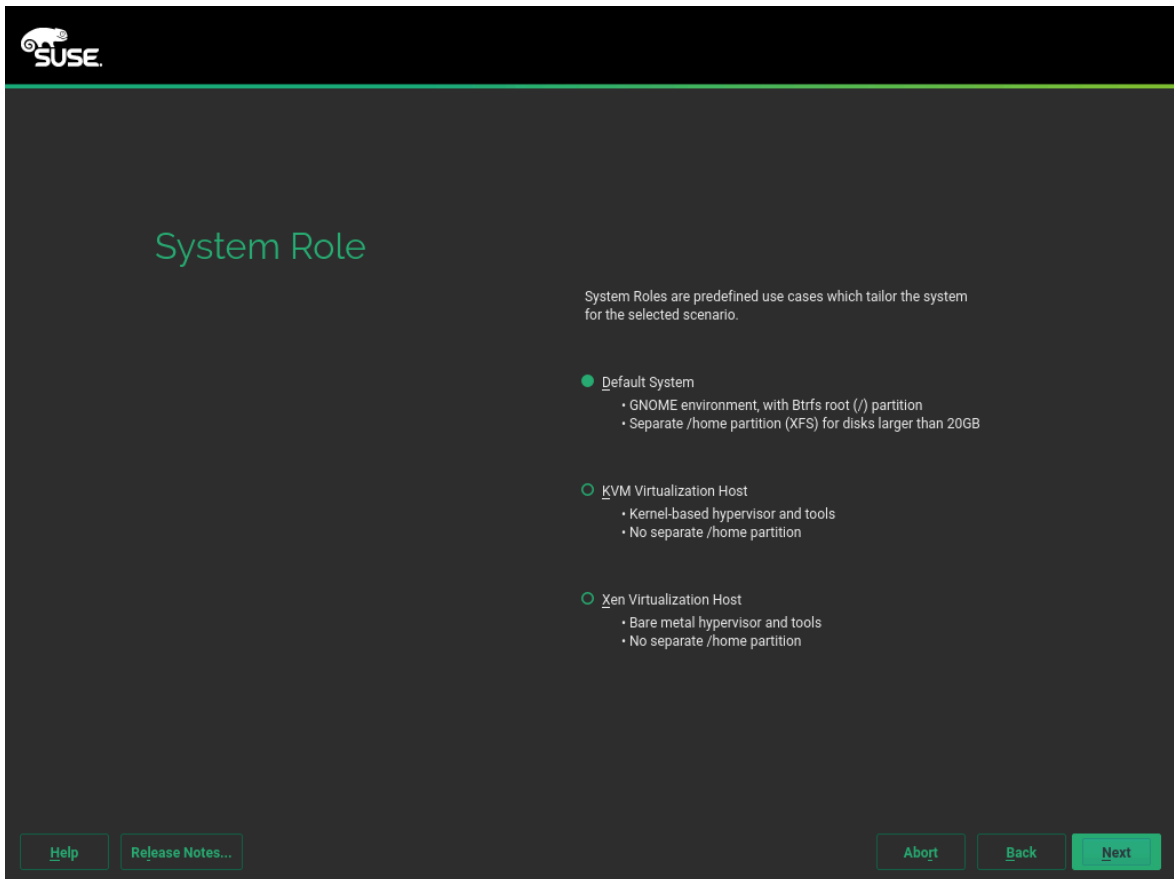 SUSE.
System Role
System Roles are predefined use cases which tailor the system
for the selected scenario.
Default System
• GNOME environment, with Btrfs root (/) partition
• Separate /home partition (XFS) for disks larger than 20GB
KVM Virtualization Host
• Kernel-based hypervisor and tools
• No separate /home partition
Xen Virtualization Host
• Bare metal hypervisor and tools
• No separate /home partition
Help Release Notes... Abort Back Next